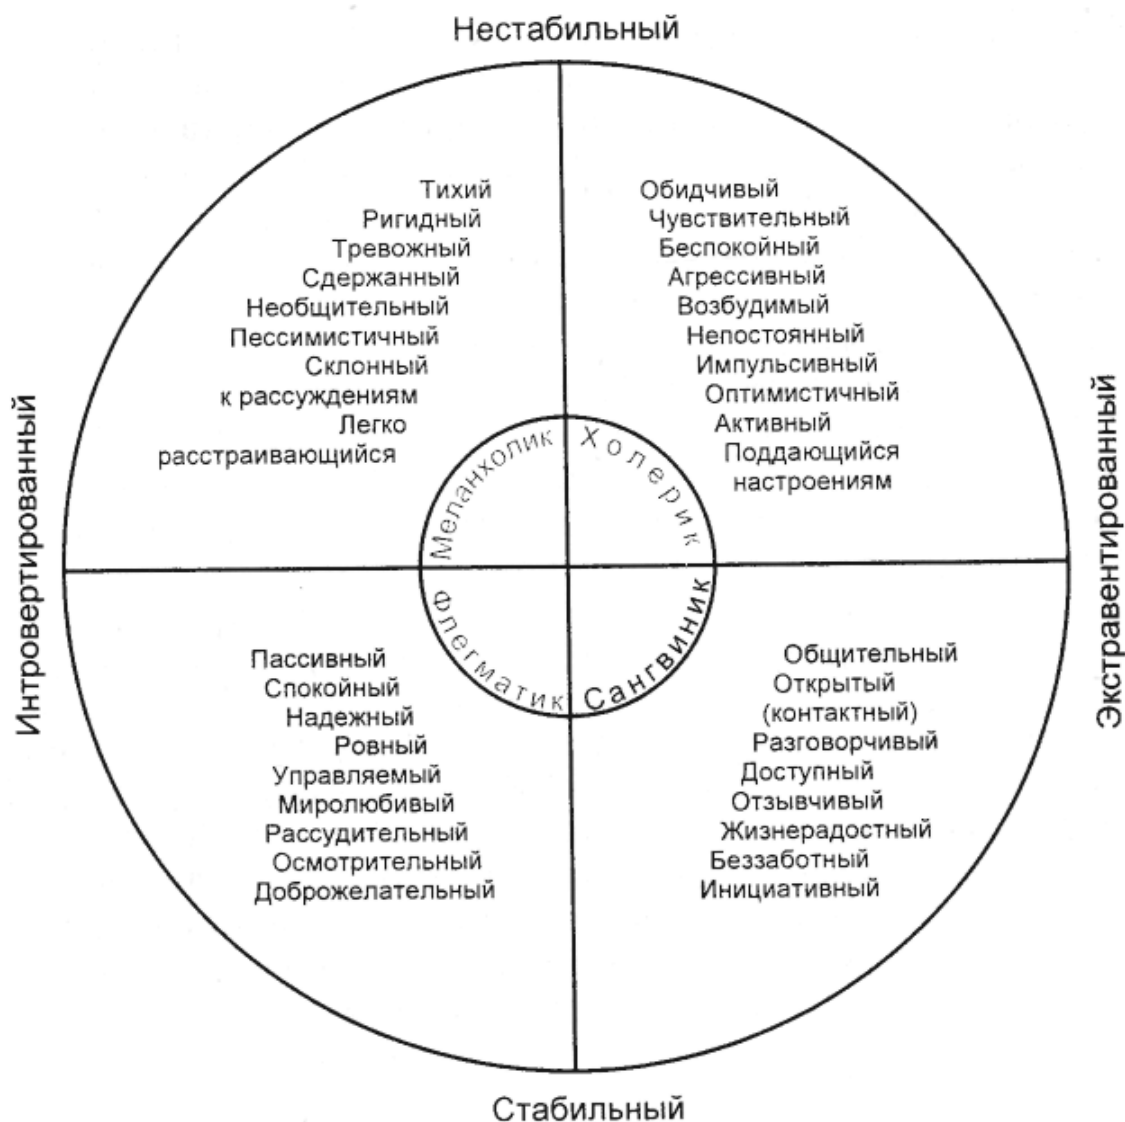 Нестабильный
Тихий
Ригидный
Тревожный
Сдержанный
Необщительный
Пессимистичный
Склонный
к рассуждениям
Легко
расстраивающийся
Обидчивый
Чувствительный
Беспокойный
Агрессивный
Возбудимый
Непостоянный
Импульсивный
Оптимистичный
Активный
Поддающийся
настроениям
Интровертированный
Экстравентированный
Меланхолик
Холерик
Флегматик
Сангвиник
Пассивный
Спокойный
Надежный
Ровный
Управляемый
Миролюбивый
Рассудительный
Осмотрительный
Доброжелательный
Общительный
Открытый
(контактный)
Разговорчивый
Доступный
Отзывчивый
Жизнерадостный
Беззаботный
Инициативный
Стабильный